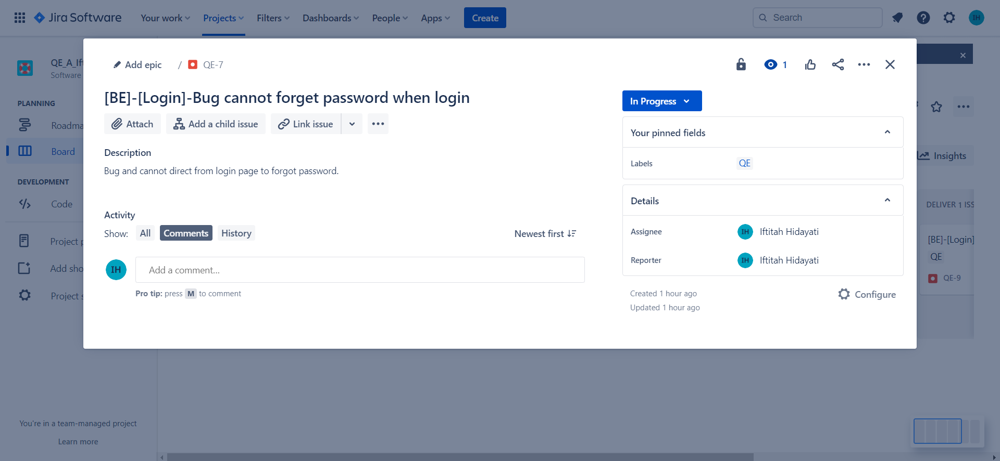 Jira Software
Your work
Projects
Filters
Dashboards
People
Apps
Create
Search
IH
QE_A_Ift
Software
PLANNING
Roadma
Board
DEVELOPMENT
Code
Project p
Add sho
Project s
You're in a team-managed project
Learn more
Add epic / QE-7
1
[BE]-[Login]-Bug cannot forget password when login
Attach
Add a child issue
Link issue
Description
Bug and cannot direct from login page to forgot password.
Activity
Show: All Comments History
Newest first
IH
Add a comment...
Pro tip: press M to comment
In Progress
Your pinned fields
Labels QE
Details
Assignee IH Iftitah Hidayati
Reporter IH Iftitah Hidayati
Created 1 hour ago
Updated 1 hour ago
Configure
Insights
DELIVER 1 ISS
[BE]-[Login]
QE
QE-9